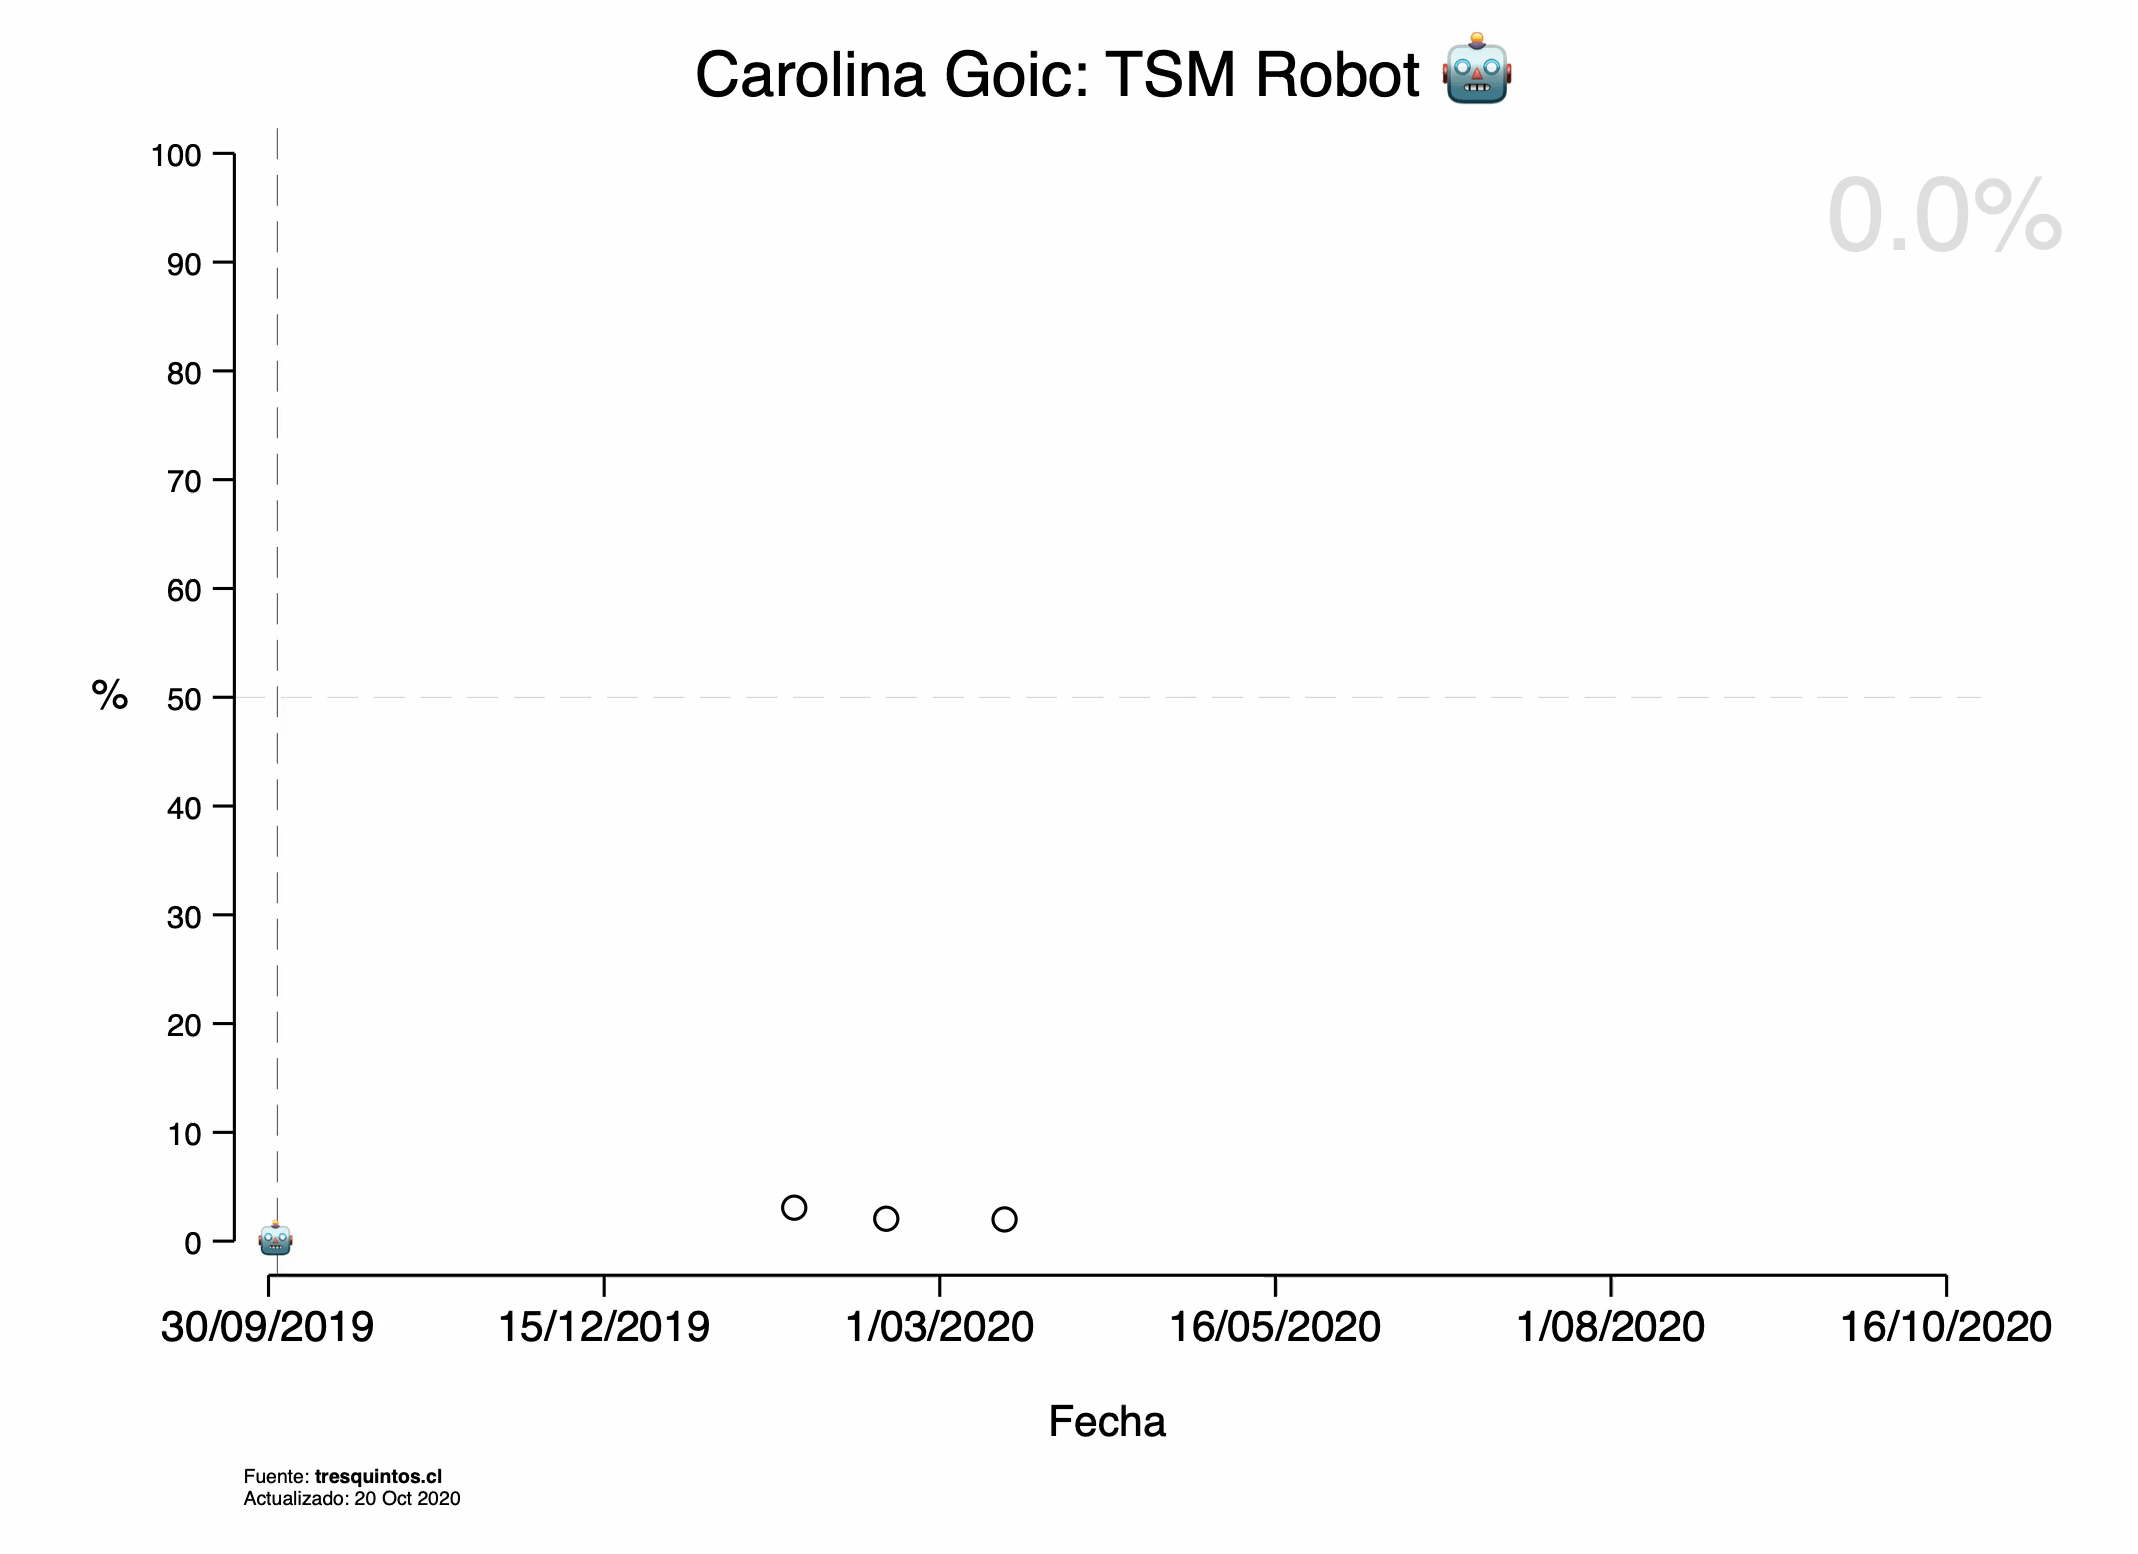 Carolina Goic: TSM Robot 🤖
0.0%
100
90
80
70
60
50
40
30
20
10
0
%
30/09/2019 15/12/2019 1/03/2020 16/05/2020 1/08/2020 16/10/2020
Fecha
Fuente: tresquintos.cl
Actualizado: 20 Oct 2020